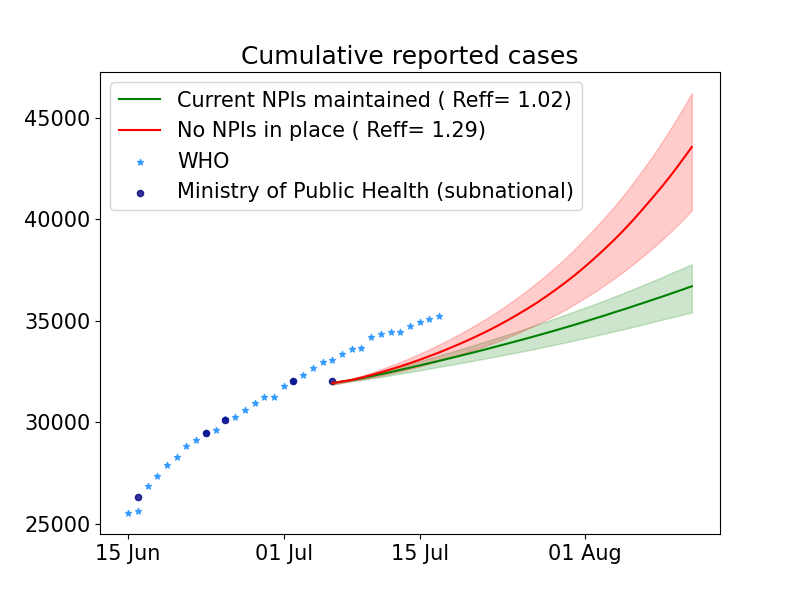 Cumulative reported cases
Current NPIs maintained ( Reff= 1.02)
No NPIs in place ( Reff= 1.29)
WHO
Ministry of Public Health (subnational)
45000
40000
35000
30000
25000
15 Jun
01 Jul
15 Jul
01 Aug